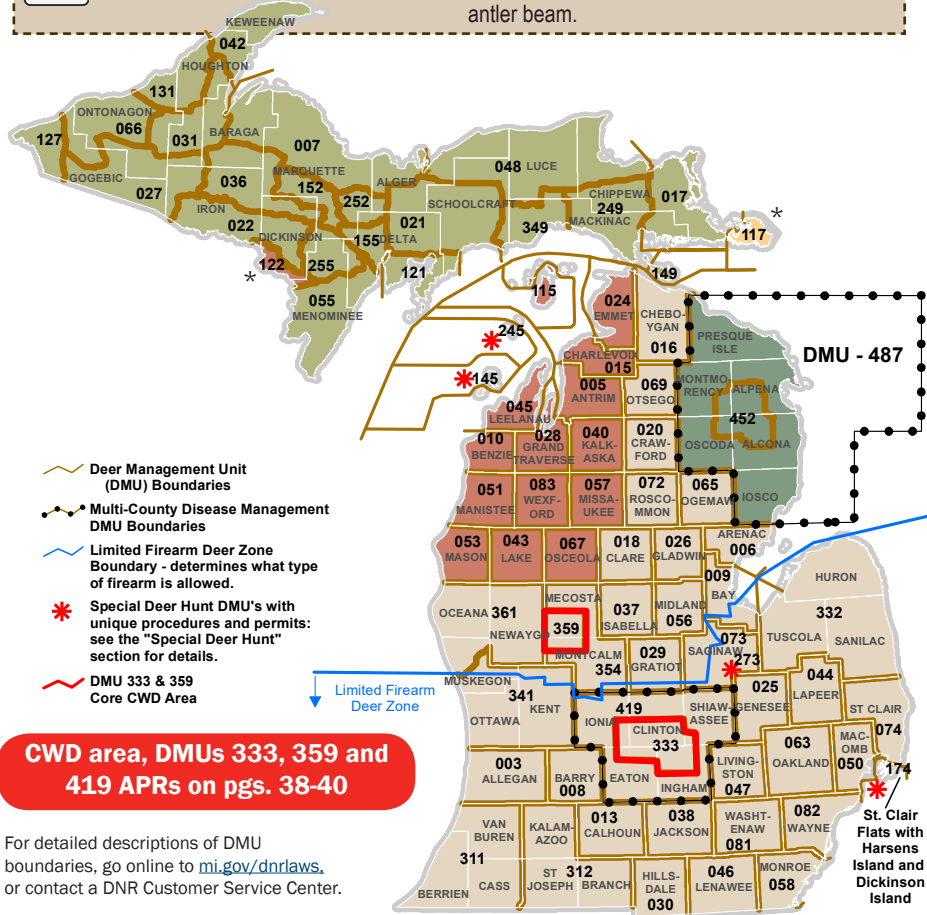 antler beam.
KEWEENAW
042
HOUGHTON
131
ONTONAGON
066
127
031
BARAGA
007
GOGEBIC
027
036
IRON
MARQUETTE
152
ALGER
048 LUCE
252
SCHOOLCRAFT
CHIPPEWA
017
249
MACKINAC
022
021
DICKINSON
155
DELTA
349
117
*
122
*
255
121
149
055
MENOMINEE
115
024
EMMET
CHEBO-
YGAN
016
PRESQUE
ISLE
DMU - 487
245
145
CHARLEVOIX
015
005
ANTRIM
069
OTSEGO
MONTMO-
RENCY
ALPENA
452
045
LEELANAU
010
BENZIE
028
GRAND
TRAVERSE
040
KALK-
ASKA
020
CRAW-
FORD
OSCODA
ALCONA
051
MANISTEE
083
WEXF-
ORD
057
MISSA-
UKEE
072
ROSCO-
MMON
065
OGEMAW
IOSCO
053
MASON
043
LAKE
067
OSCEOLA
018
CLARE
026
GLADWIN
ARENAC
006
009
BAY
HURON
OCEANA
361
NEWAYGO
MECOSTA
359
037
ISABELLA
MIDLAND
056
332
TUSCOLA
SANILAC
MONTCALM
354
029
GRATIOT
073
SAGINAW
273
MUSKEGON
341
KENT
OTTAWA
419
IONIA
CLINTON
333
SHIAW-
ASSEE
025
GENESEE
044
LAPEER
ST CLAIR
074
MAC-
OMB
050
174
063
OAKLAND
003
ALLEGAN
BARRY
008
EATON
INGHAM
LIVING-
STON
047
VAN
BUREN
KALAM-
AZOO
013
CALHOUN
038
JACKSON
WASHT-
ENAW
081
082
WAYNE
311
BERRIEN
CASS
ST
JOSEPH
312
BRANCH
HILLS-
DALE
030
046
LENAWEE
MONROE
058
St. Clair
Flats with
Harsens
Island and
Dickinson
Island
Deer Management Unit
(DMU) Boundaries
Multi-County Disease Management
DMU Boundaries
Limited Firearm Deer Zone
Boundary - determines what type
of firearm is allowed.
Special Deer Hunt DMU's with
unique procedures and permits:
see the "Special Deer Hunt"
section for details.
DMU 333 & 359
Core CWD Area
Limited Firearm
Deer Zone
CWD area, DMUs 333, 359 and
419 APRs on pgs. 38-40
For detailed descriptions of DMU
boundaries, go online to mi.gov/dnrlaws,
or contact a DNR Customer Service Center.